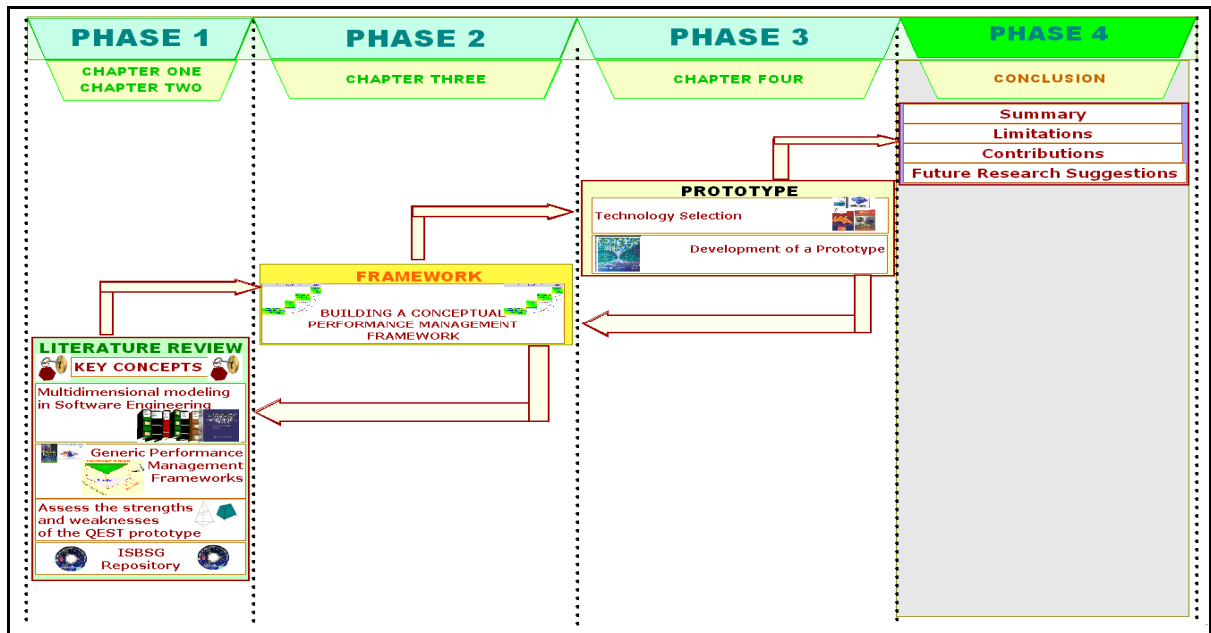 PHASE 1
PHASE 2
PHASE 3
PHASE 4
CHAPTER ONE
CHAPTER TWO
CHAPTER THREE
CHAPTER FOUR
CONCLUSION
Summary
Limitations
Contributions
Future Research Suggestions
PROTOTYPE
Technology Selection
Development of a Prototype
FRAMEWORK
BUILDING A CONCEPTUAL
PERFORMANCE MANAGEMENT
FRAMEWORK
LITERATURE REVIEW
KEY CONCEPTS
Multidimensional modeling
in Software Engineering
Generic Performance
Management
Frameworks
Assess the strengths
and weaknesses
of the QEST prototype
ISBSG
Repository